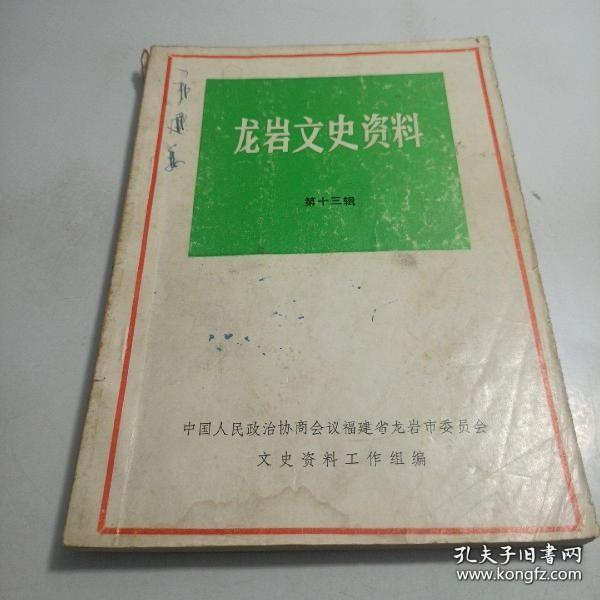 龙岩文史资料
第十三辑
中国人民政治协商会议福建省龙岩市委员会
文史资料工作组编
孔夫子旧书网
www.kongfz.com